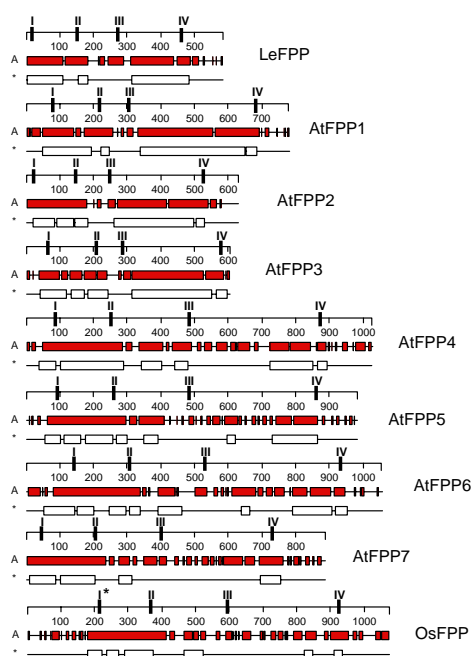 I II III IV
100 200 300 400 500
A LeFPP
*
I II III IV
100 200 300 400 500 600 700
A AtFPP1
*
I II III IV
100 200 300 400 500 600
A AtFPP2
*
I II III IV
100 200 300 400 500 600
A AtFPP3
*
I II III IV
100 200 300 400 500 600 700 800 900 1000
A AtFPP4
*
I II III IV
100 200 300 400 500 600 700 800 900
A AtFPP5
*
I II III IV
100 200 300 400 500 600 700 800 900 1000
A AtFPP6
*
I II III IV
100 200 300 400 500 600 700 800
A AtFPP7
*
I * II III IV
100 200 300 400 500 600 700 800 900 1000
A OsFPP
*